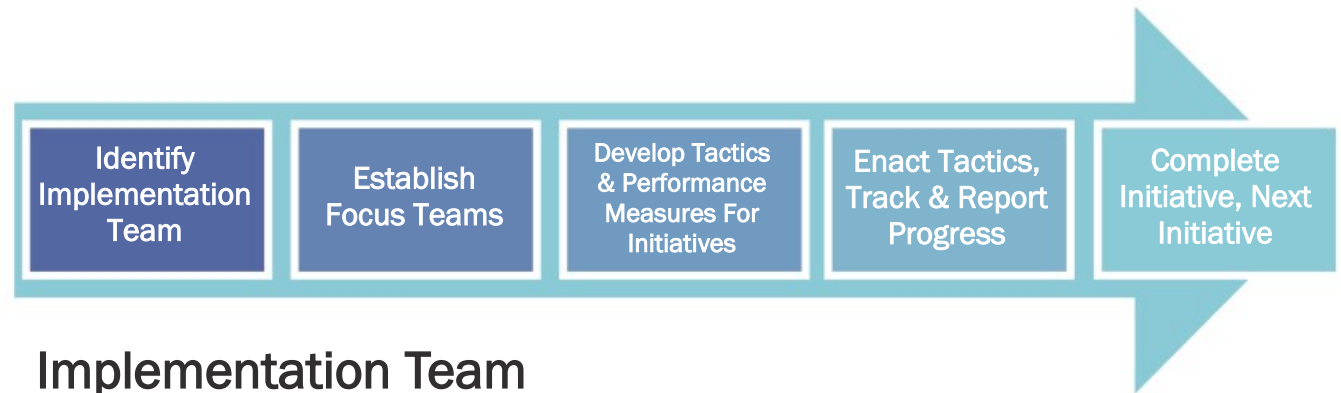 Identify
Implementation
Team
Establish
Focus Teams
Develop Tactics
& Performance
Measures For
Initiatives
Enact Tactics,
Track & Report
Progress
Complete
Initiative, Next
Initiative
Implementation Team